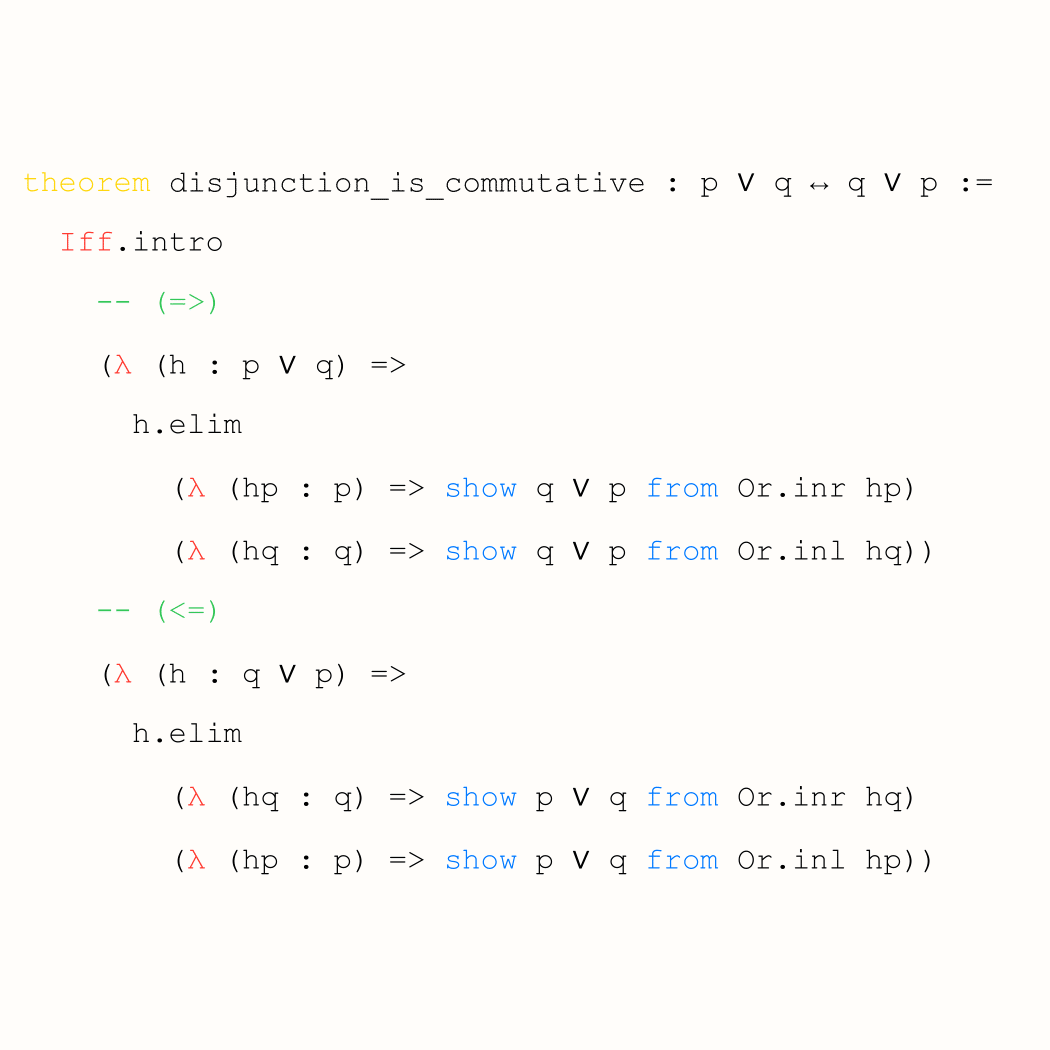 theorem disjunction_is_commutative : p ∨ q ↔ q ∨ p :=
Iff.intro
-- (=>)
(λ (h : p ∨ q) =>
h.elim
(λ (hp : p) => show q ∨ p from Or.inr hp)
(λ (hq : q) => show q ∨ p from Or.inl hq))
-- (<=)
(λ (h : q ∨ p) =>
h.elim
(λ (hq : q) => show p ∨ q from Or.inr hq)
(λ (hp : p) => show p ∨ q from Or.inl hp))